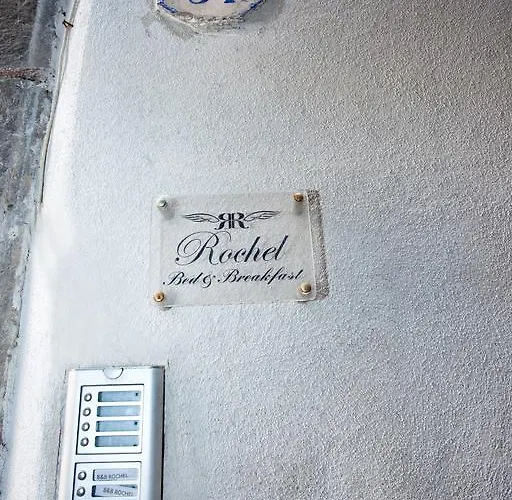 RR
Rochel
Bed & Breakfast
B&B ROCHEL
B&B ROCHEL